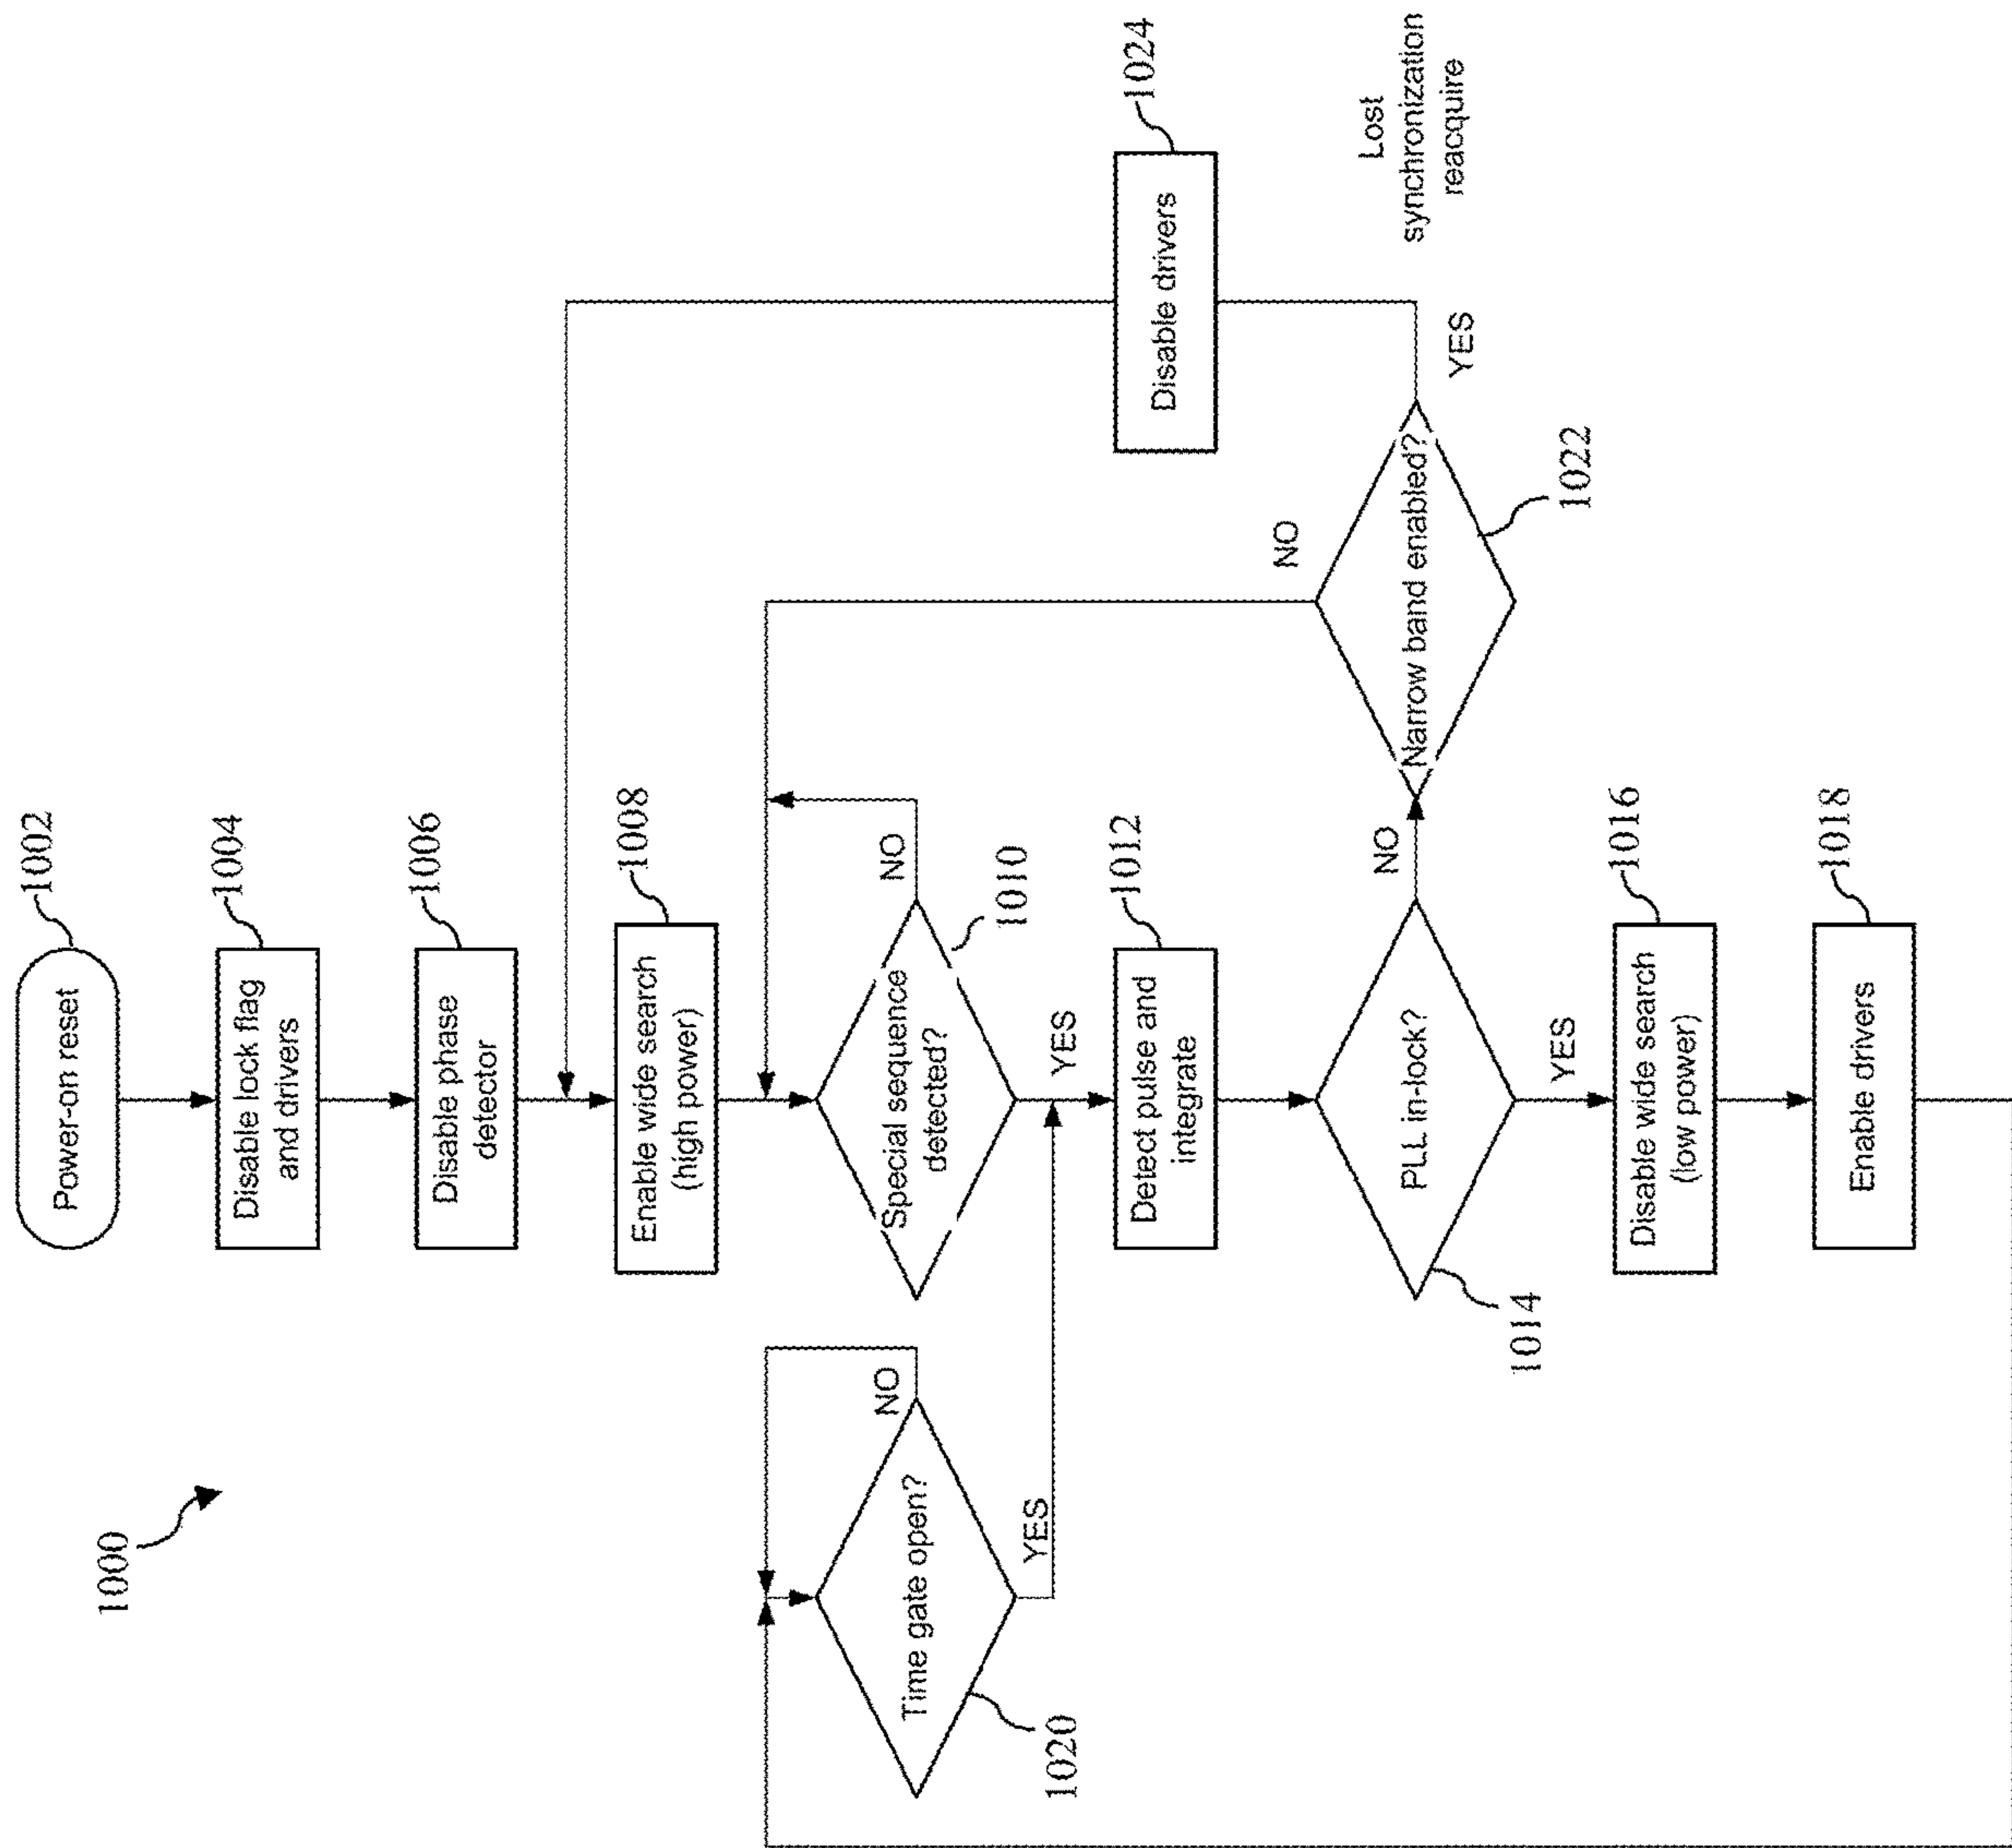 1000
Power-on reset
1002
Disable lock flag
and drivers
1004
Disable phase
detector
1006
Enable wide search
(high power)
1008
Time gate open?
NO
YES
1020
Special sequence
detected?
NO
YES
1010
Detect pulse and
integrate
1012
PLL in-lock?
NO
YES
1014
Narrow band enabled?
NO
YES
1022
Disable drivers
1024
Lost
synchronization
reacquire
Disable wide search
(low power)
1016
Enable drivers
1018